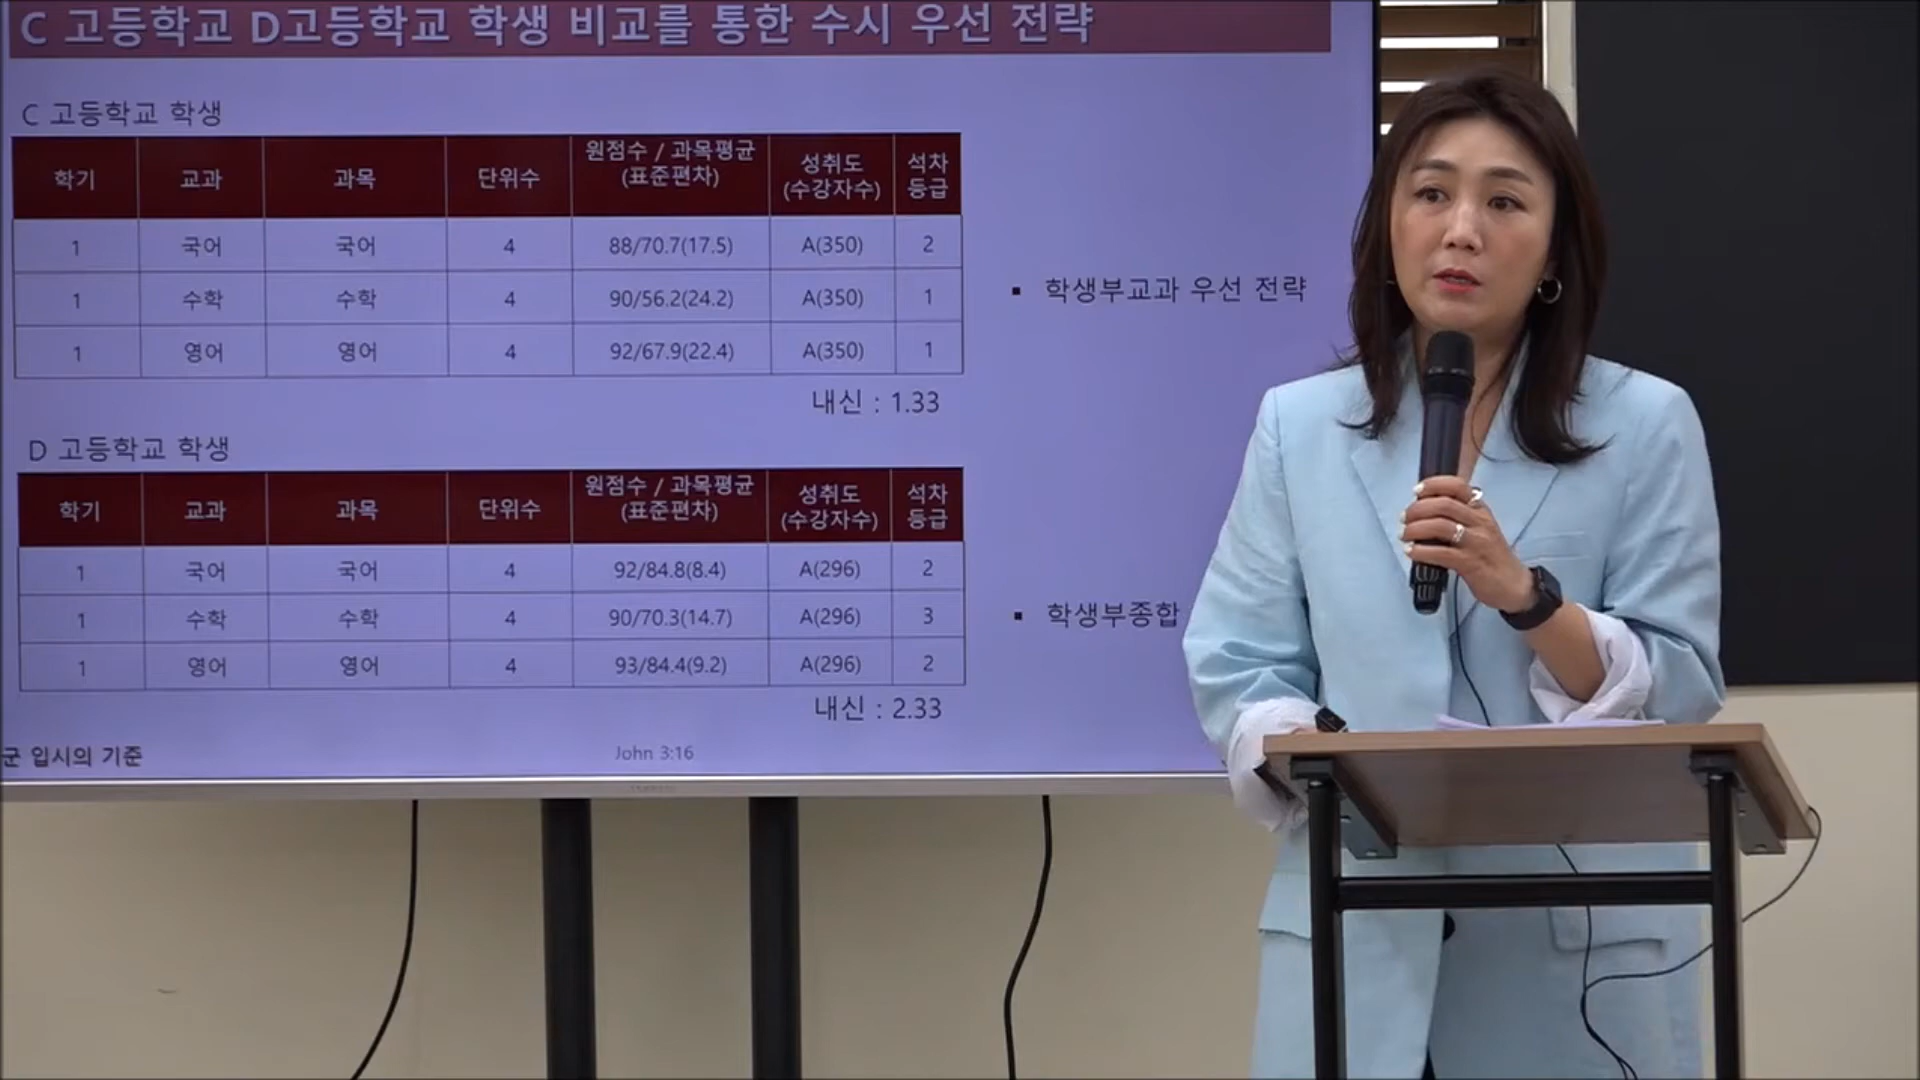 C 고등학교 D고등학교 학생 비교를 통한 수시 우선 전략
C 고등학교 학생
학기 교과 과목 단위수 원점수 / 과목평균 (표준편차) 성취도 (수강자수) 석차 등급
1 국어 국어 4 88/70.7(17.5) A(350) 2
1 수학 수학 4 90/56.2(24.2) A(350) 1
1 영어 영어 4 92/67.9(22.4) A(350) 1
내신 : 1.33
▪ 학생부교과 우선 전략
D 고등학교 학생
학기 교과 과목 단위수 원점수 / 과목평균 (표준편차) 성취도 (수강자수) 석차 등급
1 국어 국어 4 92/84.8(8.4) A(296) 2
1 수학 수학 4 90/70.3(14.7) A(296) 3
1 영어 영어 4 93/84.4(9.2) A(296) 2
내신 : 2.33
▪ 학생부종합
군 입시의 기준
John 3:16